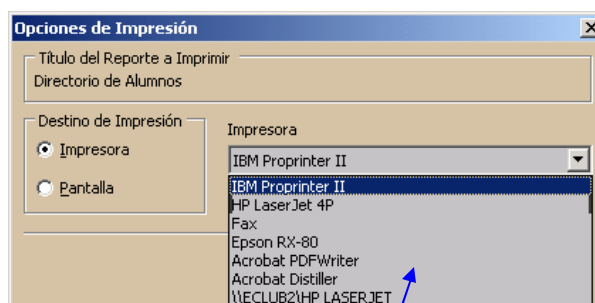 Opciones de Impresión
Título del Reporte a Imprimir
Directorio de Alumnos
Destino de Impresión
Impresora
Pantalla
Impresora
IBM Proprinter II
IBM Proprinter II
HP LaserJet 4P
Fax
Epson RX-80
Acrobat PDFWriter
Acrobat Distiller
\\ECLUB2\HP LASERJET